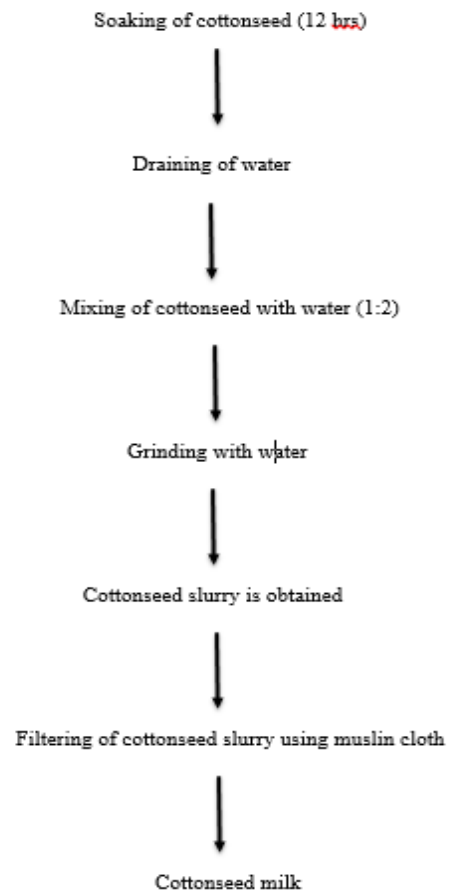 Soaking of cottonseed (12 hrs)
Draining of water
Mixing of cottonseed with water (1:2)
Grinding with water
Cottonseed slurry is obtained
Filtering of cottonseed slurry using muslin cloth
Cottonseed milk